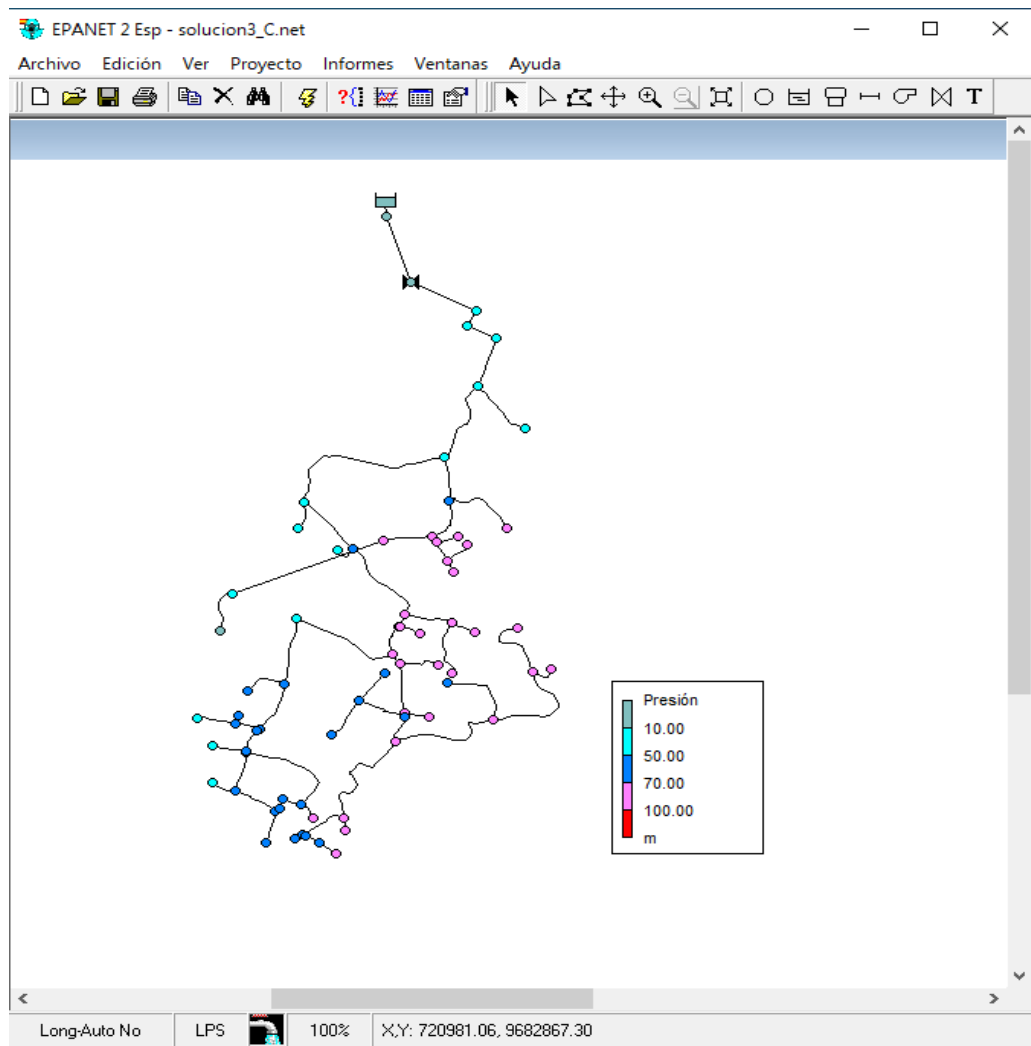 EPANET 2 Esp - solucion3_C.net
Archivo Edición Ver Proyecto Informes Ventanas Ayuda
T
Presión
10.00
50.00
70.00
100.00
m
Long-Auto No LPS 100% X,Y: 720981.06, 9682867.30